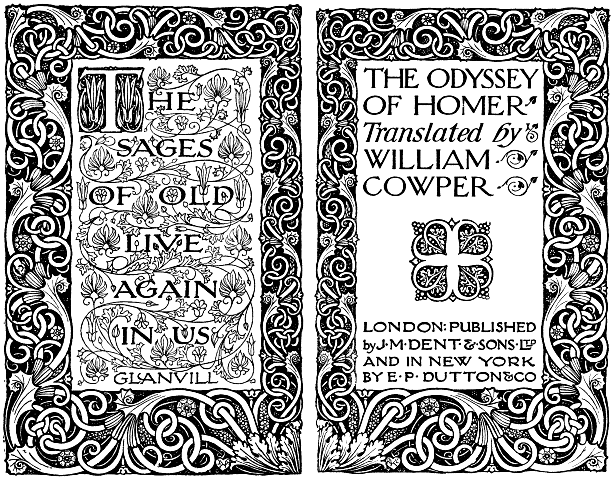 THE
SAGES
OF OLD
LIVE
AGAIN
IN US
GLANVILL
THE ODYSSEY
OF HOMER
Translated by
WILLIAM
COWPER
LONDON: PUBLISHED
by J. M. DENT & SONS LTD
AND IN NEW YORK
BY E. P. DUTTON & CO